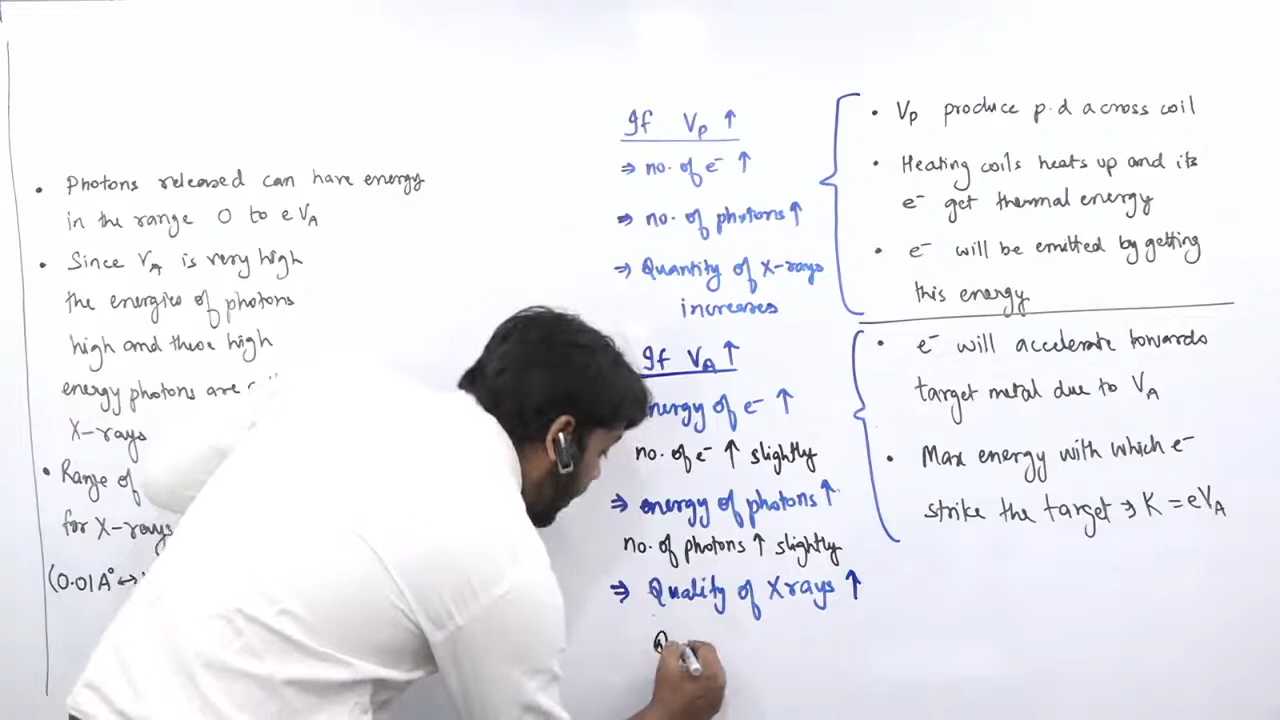 • Photons released can have energy
in the range 0 to eV_A
• Since V_A is very high
the energies of photons
high and these high
energy photons are
X-rays
• Range of
for X-rays
(0.01A° ↔
If V_P ↑
⇒ no. of e⁻ ↑
⇒ no. of photons ↑
⇒ Quantity of X-rays
increases
If V_A ↑
energy of e⁻ ↑
no. of e⁻ ↑ slightly
⇒ energy of photons ↑
no. of photons ↑ slightly
⇒ Quality of Xrays ↑
• V_P produce p.d across coil
• Heating coils heats up and its
e⁻ get thermal energy
• e⁻ will be emitted by getting
this energy
• e⁻ will accelerate towards
target metal due to V_A
• Max energy with which e⁻
strike the target ⇒ K = eV_A